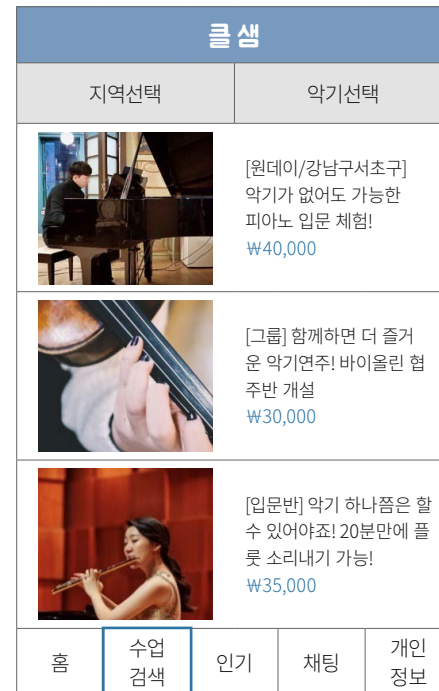 클 샘
지역선택
악기선택
[원데이/강남구서초구]
악기가 없어도 가능한
피아노 입문 체험!
₩40,000
[그룹] 함께하면 더 즐거
운 악기연주! 바이올린 협
주반 개설
₩30,000
[입문반] 악기 하나쯤은 할
수 있어야죠! 20분만에 플
룻 소리내기 가능!
₩35,000
홈
수업
검색
인기
채팅
개인
정보